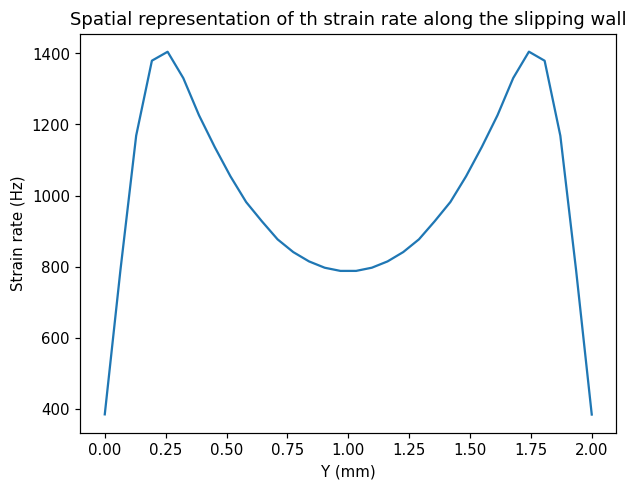 Spatial representation of th strain rate along the slipping wall
1400
1200
1000
800
600
400
Strain rate (Hz)
0.00 0.25 0.50 0.75 1.00 1.25 1.50 1.75 2.00
Y (mm)